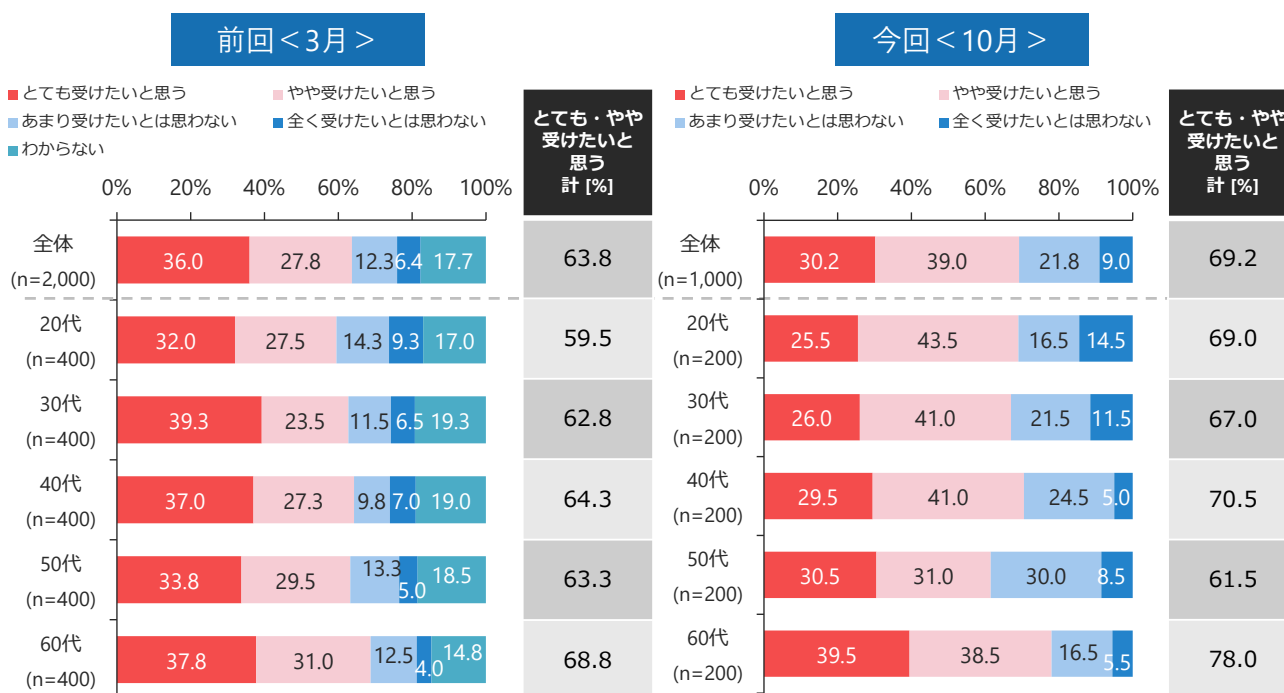 前回＜3月＞
とても受けたいと思う
やや受けたいと思う
あまり受けたいとは思わない
全く受けたいとは思わない
わからない
とても・やや
受けたいと
思う
計 [%]
0% 20% 40% 60% 80% 100%
全体
(n=2,000)
36.0 27.8 12.3 6.4 17.7
63.8
20代
(n=400)
32.0 27.5 14.3 9.3 17.0
59.5
30代
(n=400)
39.3 23.5 11.5 6.5 19.3
62.8
40代
(n=400)
37.0 27.3 9.8 7.0 19.0
64.3
50代
(n=400)
33.8 29.5 13.3 5.0 18.5
63.3
60代
(n=400)
37.8 31.0 12.5 4.0 14.8
68.8
今回＜10月＞
とても受けたいと思う
やや受けたいと思う
あまり受けたいとは思わない
全く受けたいとは思わない
とても・やや
受けたいと
思う
計 [%]
0% 20% 40% 60% 80% 100%
全体
(n=1,000)
30.2 39.0 21.8 9.0
69.2
20代
(n=200)
25.5 43.5 16.5 14.5
69.0
30代
(n=200)
26.0 41.0 21.5 11.5
67.0
40代
(n=200)
29.5 41.0 24.5 5.0
70.5
50代
(n=200)
30.5 31.0 30.0 8.5
61.5
60代
(n=200)
39.5 38.5 16.5 5.5
78.0